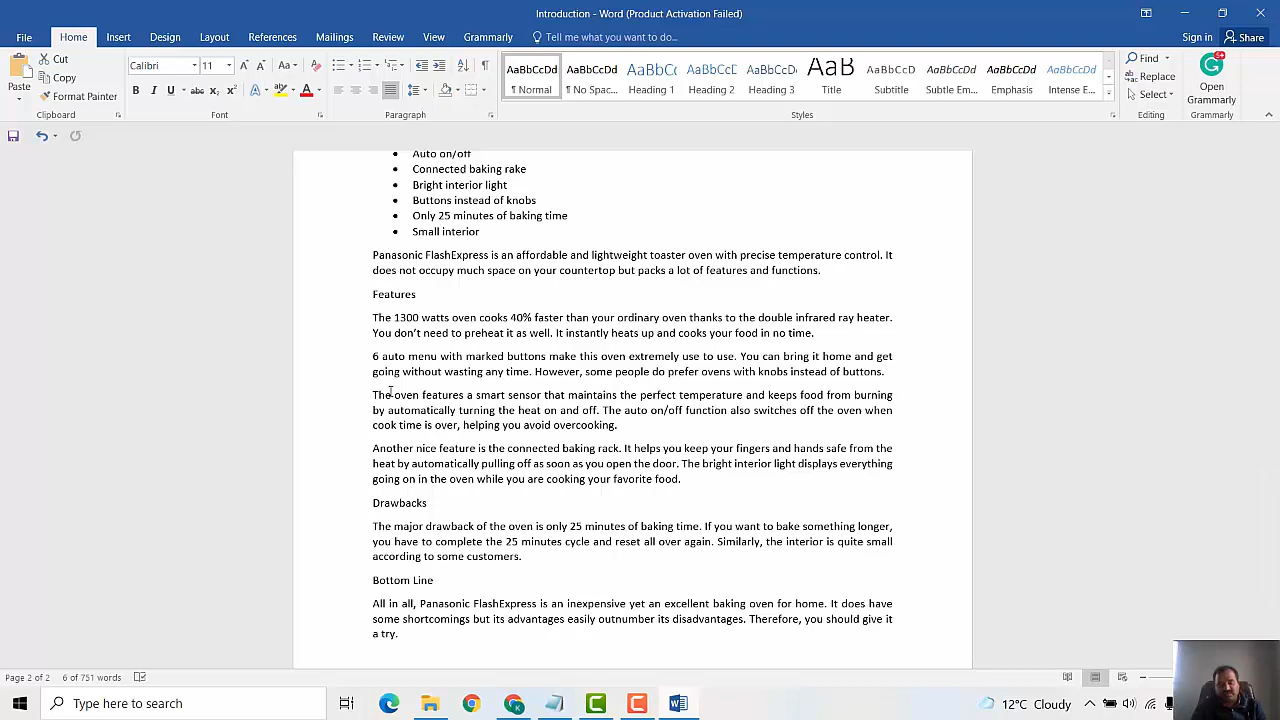 Introduction - Word (Product Activation Failed)
File Home Insert Design Layout References Mailings Review View Grammarly Tell me what you want to do... Sign in Share
Paste Cut Copy Format Painter Clipboard
Calibri 11 Font
Paragraph
AaBbCcDd AaBbCcDd AaBbCc AaBbCcD AaBbCcD AaB AaBbCcD AaBbCcDd AaBbCcDd AaBbCcDd
¶ Normal ¶ No Spac... Heading 1 Heading 2 Heading 3 Title Subtitle Subtle Em... Emphasis Intense E...
Styles
Find Replace Select Editing
Open Grammarly Grammarly
• Auto on/off
• Connected baking rake
• Bright interior light
• Buttons instead of knobs
• Only 25 minutes of baking time
• Small interior
Panasonic FlashExpress is an affordable and lightweight toaster oven with precise temperature control. It
does not occupy much space on your countertop but packs a lot of features and functions.
Features
The 1300 watts oven cooks 40% faster than your ordinary oven thanks to the double infrared ray heater.
You don't need to preheat it as well. It instantly heats up and cooks your food in no time.
6 auto menu with marked buttons make this oven extremely use to use. You can bring it home and get
going without wasting any time. However, some people do prefer ovens with knobs instead of buttons.
The oven features a smart sensor that maintains the perfect temperature and keeps food from burning
by automatically turning the heat on and off. The auto on/off function also switches off the oven when
cook time is over, helping you avoid overcooking.
Another nice feature is the connected baking rack. It helps you keep your fingers and hands safe from the
heat by automatically pulling off as soon as you open the door. The bright interior light displays everything
going on in the oven while you are cooking your favorite food.
Drawbacks
The major drawback of the oven is only 25 minutes of baking time. If you want to bake something longer,
you have to complete the 25 minutes cycle and reset all over again. Similarly, the interior is quite small
according to some customers.
Bottom Line
All in all, Panasonic FlashExpress is an inexpensive yet an excellent baking oven for home. It does have
some shortcomings but its advantages easily outnumber its disadvantages. Therefore, you should give it
a try.
Page 2 of 2 6 of 751 words
Type here to search 12°C Cloudy